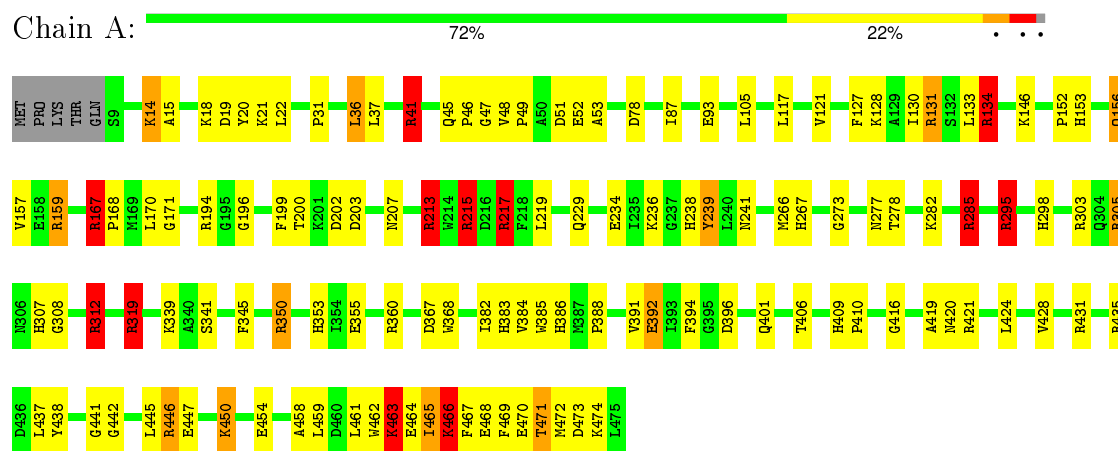 Chain A:
72% 22% • • •
MET PRO LYS THR GLN S9 K14 A15 K18 D19 Y20 K21 L22 P31 L36 L37 R41 Q45 P46 G47 V48 P49 A50 D51 E52 A53 D78 I87 E93 L105 L117 V121 F127 K128 A129 I130 R131 S132 L133 R134 K146 P152 H153 Q156
V157 E158 R159 R167 P168 M169 L170 G171 R194 G195 G196 F199 T200 K201 D202 D203 N207 R213 W214 R215 D216 R217 F218 L219 Q229 E234 I235 K236 G237 H238 Y239 L240 N241 M266 H267 G273 N277 T278 K282 R285 R295 H298 R303 Q304 R305
N306 H307 G308 R312 R319 K339 A340 S341 F345 R350 H353 I354 E355 R360 D367 W368 I382 H383 V384 W385 H386 M387 P388 V391 E392 I393 F394 G395 D396 Q401 T406 H409 P410 G416 A419 N420 R421 L424 V428 R431 R435
D436 L437 Y438 G441 G442 L445 R446 E447 K450 E454 A458 L459 D460 L461 W462 K463 E464 I465 K466 F467 E468 F469 E470 T471 M472 D473 K474 L475